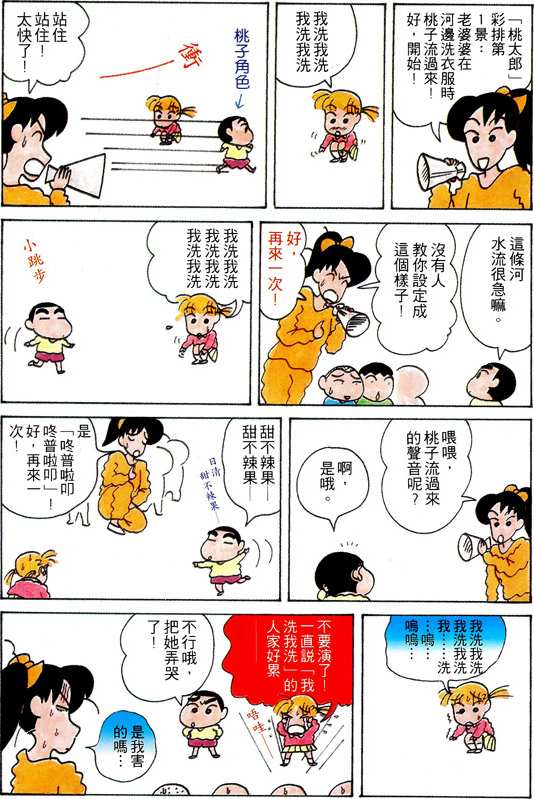 「桃太郎」
彩排第
1景：
老婆婆在
河邊洗衣服時
桃子流過來！
好，開始！
我洗我洗
我洗我洗
桃子角色
衝
站住
站住！
太快了！
這條河
水流很急嘛。
沒有人
教你設定成
這個樣子！
好，
再來一次！
我洗我洗
我洗我洗
我洗我洗
小跳步
喂喂，
桃子流過來
的聲音呢？
啊，
是哦。
甜不辣果—
甜不辣果—
日清
甜不辣果—
是
「咚普啦叩」！
好，再來一
次！
我洗我洗
我洗我洗
我……洗
…嗚…
嗚嗚…
不要演了！
一直說「我
洗我洗」的
人家好累
唔哇—
不行哦，
把她弄哭
了！
是我害
的嗎…